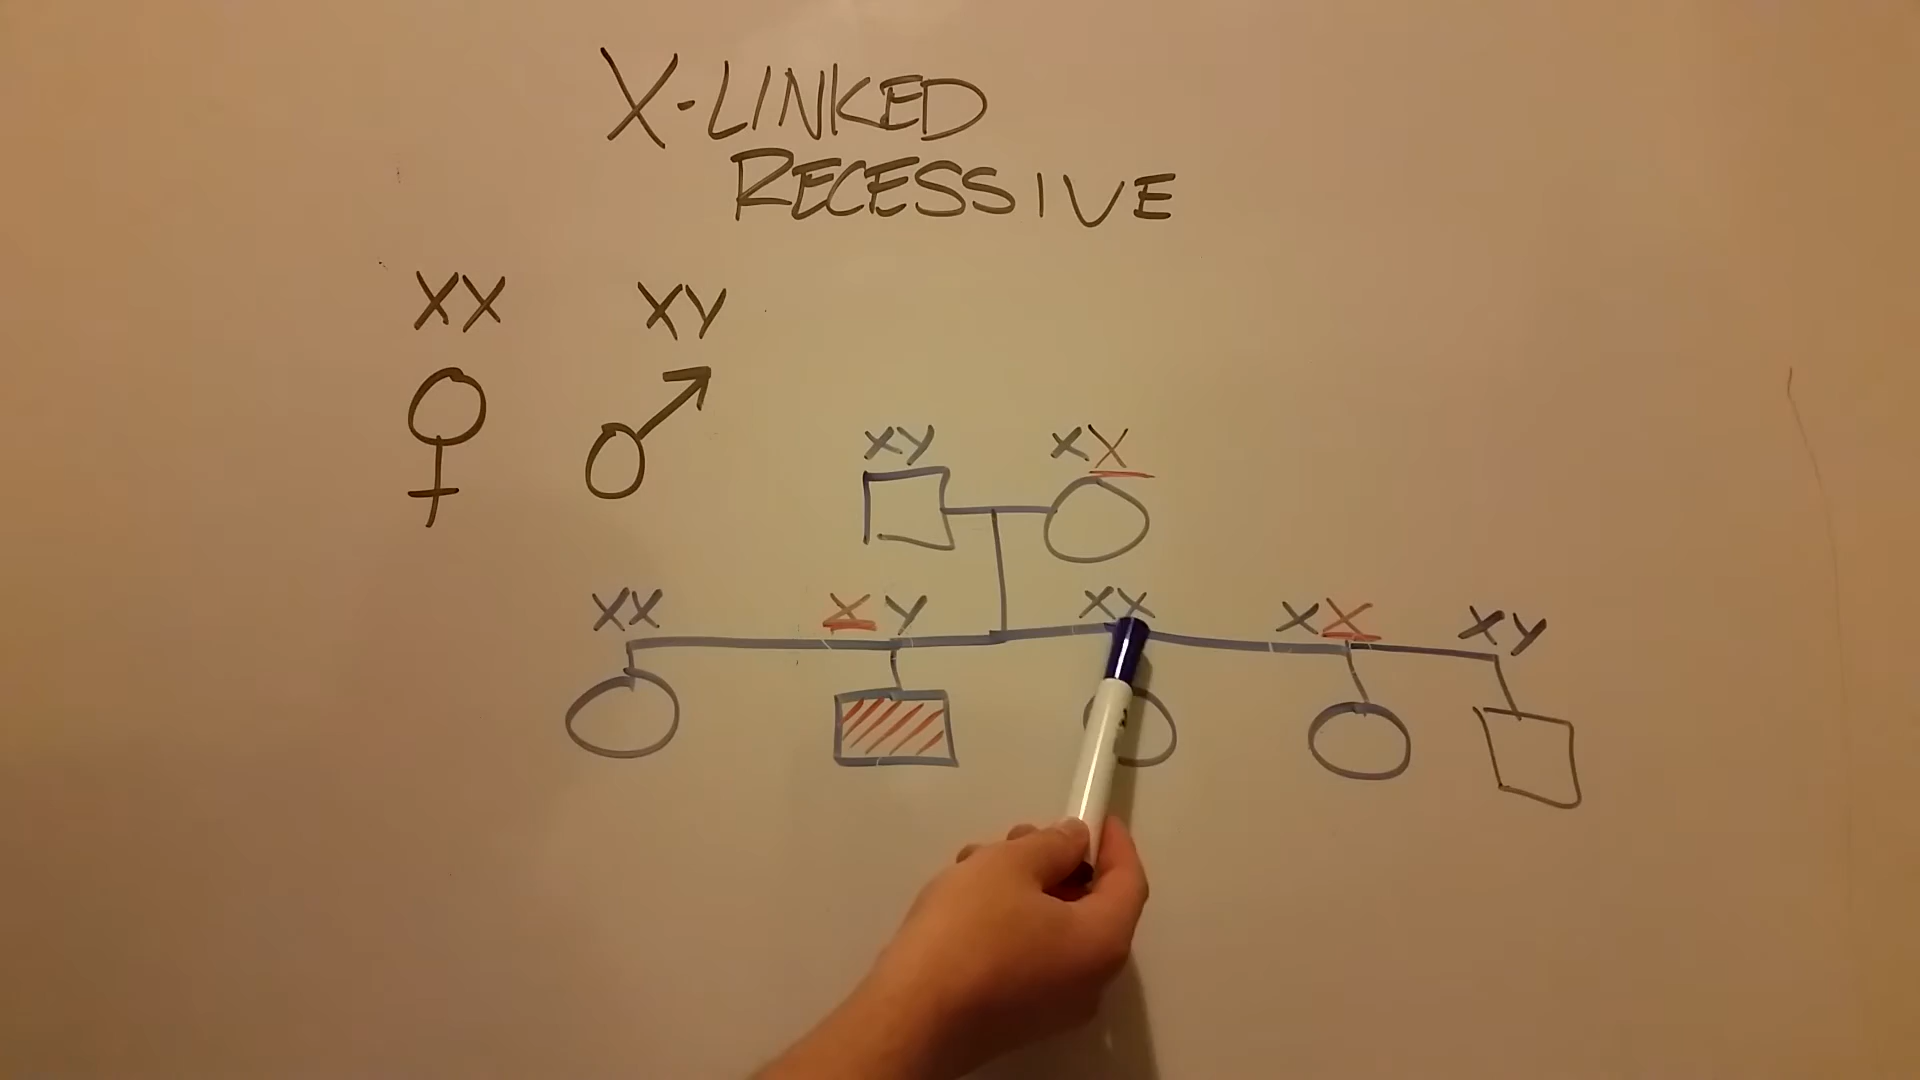 X-LINKED
RECESSIVE
XX XY
XY XX
XX XY XX XX XY